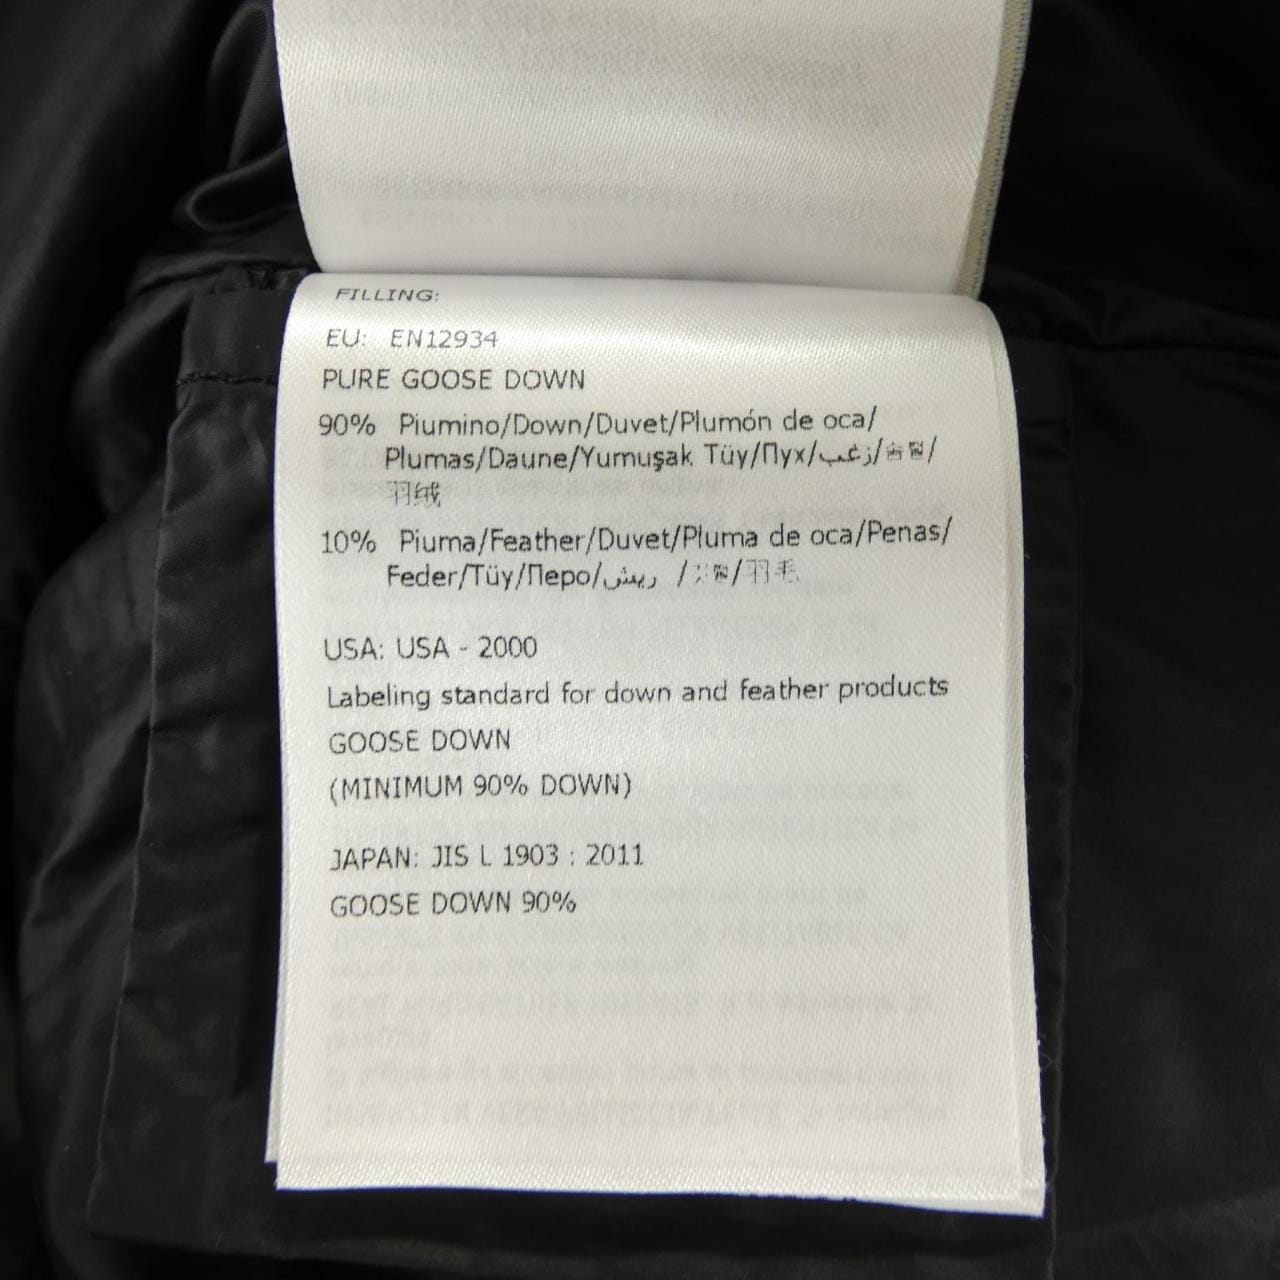 FILLING:
EU: EN12934
PURE GOOSE DOWN
90% Piumino/Down/Duvet/Plumón de oca/
Plumas/Daune/Yumuşak Tüy/Пух/زغب/
羽绒
10% Piuma/Feather/Duvet/Pluma de oca/Penas/
Feder/Tüy/Перо/ريش /羽毛
USA: USA - 2000
Labeling standard for down and feather products
GOOSE DOWN
(MINIMUM 90% DOWN)
JAPAN: JIS L 1903 : 2011
GOOSE DOWN 90%